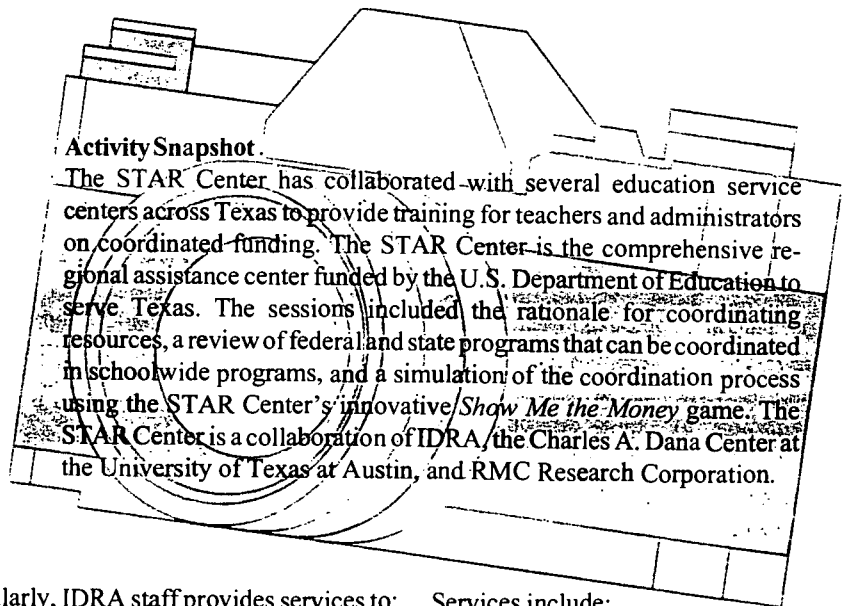 Activity Snapshot
The STAR Center has collaborated with several education service
centers across Texas to provide training for teachers and administrators
on coordinated funding. The STAR Center is the comprehensive re-
gional assistance center funded by the U.S. Department of Education to
serve Texas. The sessions included the rationale for coordinating
resources, a review of federal and state programs that can be coordinated
in schoolwide programs, and a simulation of the coordination process
using the STAR Center's innovative Show Me the Money game. The
STAR Center is a collaboration of IDRA, the Charles A. Dana Center at
the University of Texas at Austin, and RMC Research Corporation.
larly, IDRA staff provides services to:
Services include: